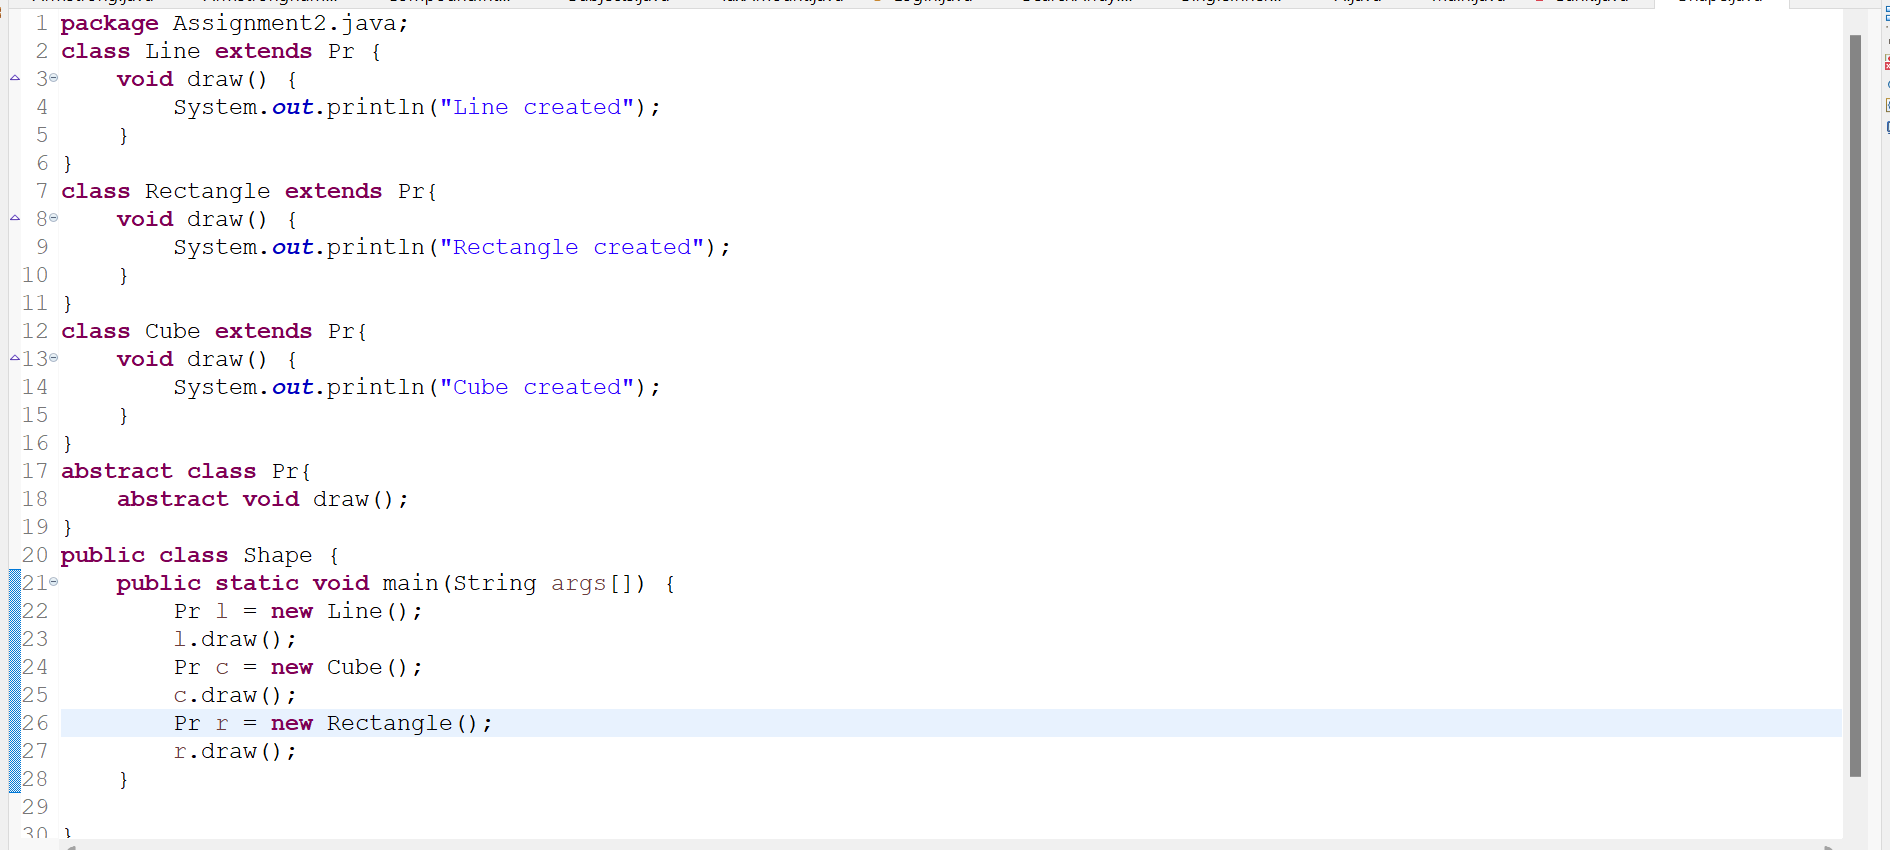 1 package Assignment2.java;
2 class Line extends Pr {
3 void draw() {
4 System.out.println("Line created");
5 }
6 }
7 class Rectangle extends Pr{
8 void draw() {
9 System.out.println("Rectangle created");
10 }
11 }
12 class Cube extends Pr{
13 void draw() {
14 System.out.println("Cube created");
15 }
16 }
17 abstract class Pr{
18 abstract void draw();
19 }
20 public class Shape {
21 public static void main(String args[]) {
22 Pr l = new Line();
23 l.draw();
24 Pr c = new Cube();
25 c.draw();
26 Pr r = new Rectangle();
27 r.draw();
28 }
29
30 }